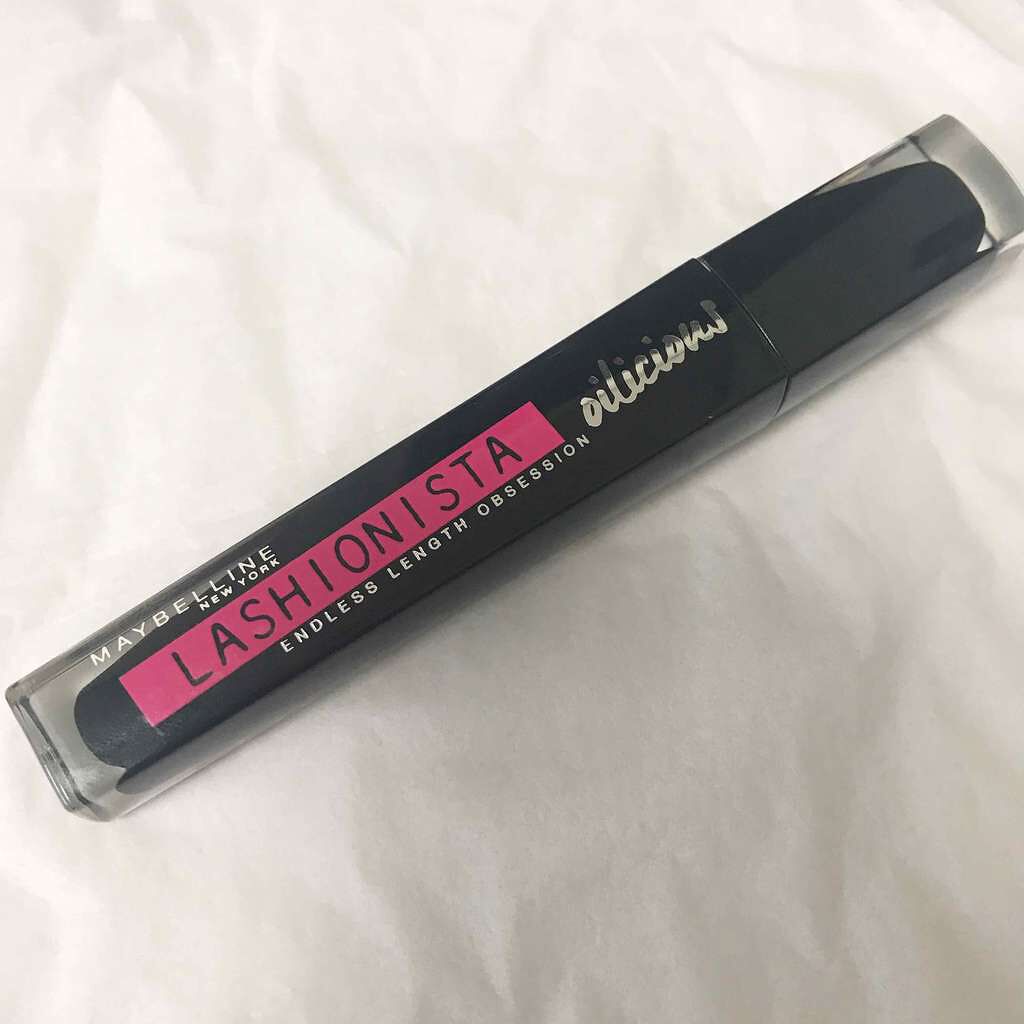 MAYBELLINE
NEW YORK
LASHIONISTA
oilicious
ENDLESS LENGTH OBSESSION